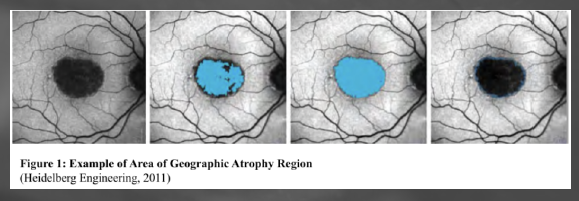 Figure 1: Example of Area of Geographic Atrophy Region
(Heidelberg Engineering, 2011)